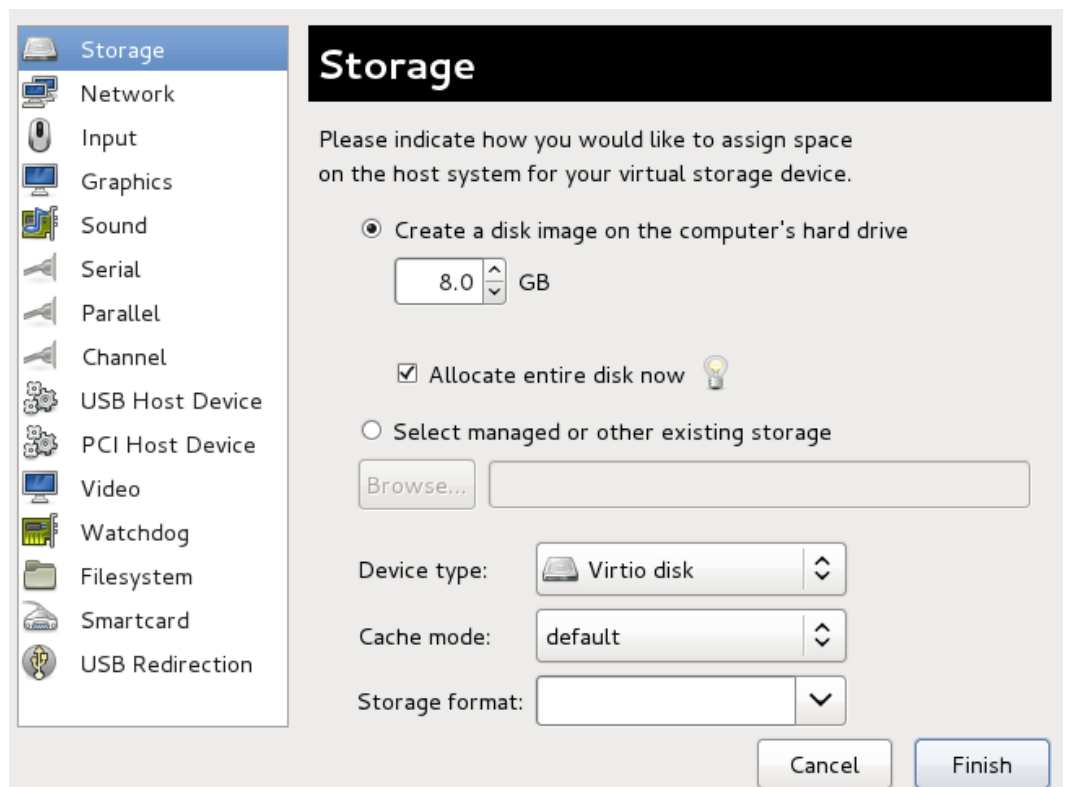 Storage
Network
Input
Graphics
Sound
Serial
Parallel
Channel
USB Host Device
PCI Host Device
Video
Watchdog
Filesystem
Smartcard
USB Redirection
Storage
Please indicate how you would like to assign space
on the host system for your virtual storage device.
Create a disk image on the computer's hard drive
8.0 GB
Allocate entire disk now
Select managed or other existing storage
Browse...
Device type: Virtio disk
Cache mode: default
Storage format:
Cancel Finish